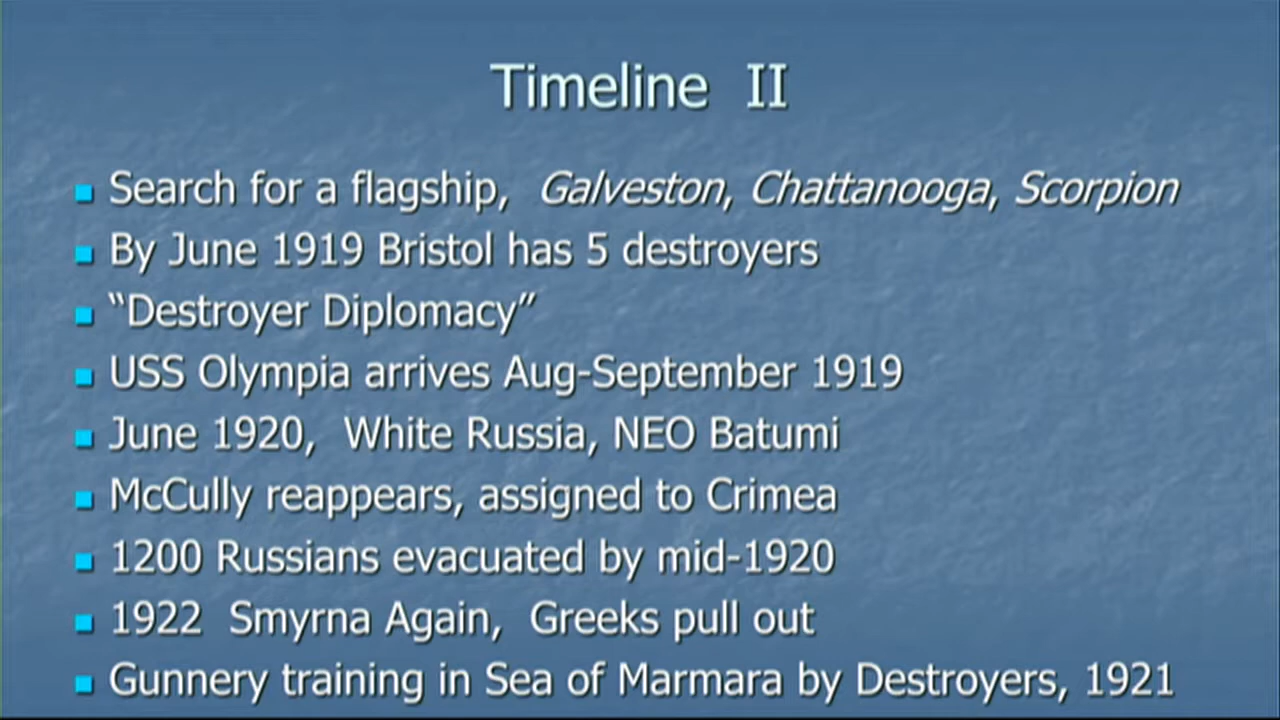 Timeline II
Search for a flagship, Galveston, Chattanooga, Scorpion
By June 1919 Bristol has 5 destroyers
“Destroyer Diplomacy”
USS Olympia arrives Aug-September 1919
June 1920, White Russia, NEO Batumi
McCully reappears, assigned to Crimea
1200 Russians evacuated by mid-1920
1922 Smyrna Again, Greeks pull out
Gunnery training in Sea of Marmara by Destroyers, 1921